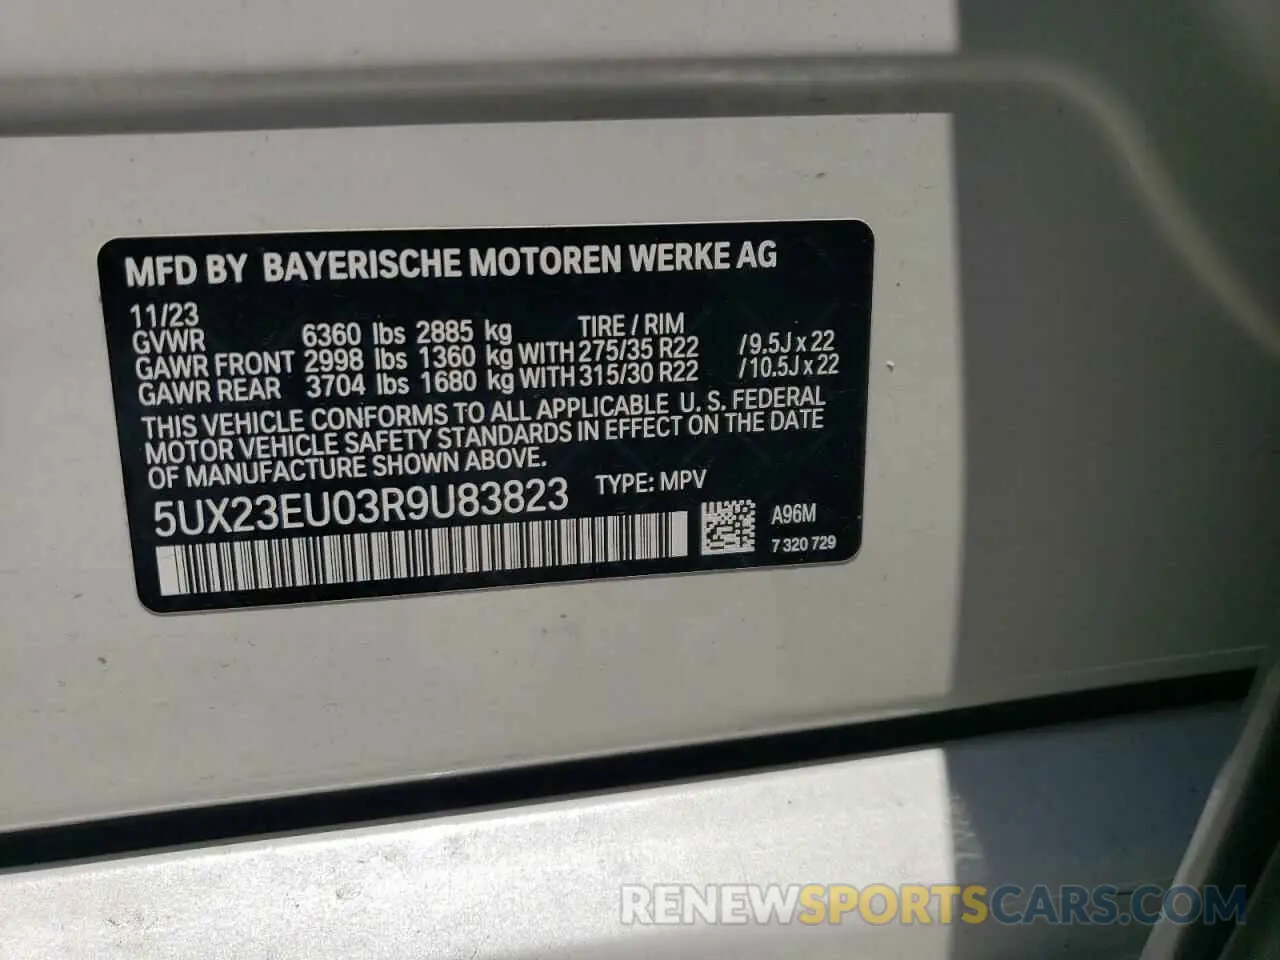 MFD BY BAYERISCHE MOTOREN WERKE AG
11/23 TIRE / RIM
GVWR 6360 lbs 2885 kg
GAWR FRONT 2998 lbs 1360 kg WITH 275/35 R22 /9.5J x 22
GAWR REAR 3704 lbs 1680 kg WITH 315/30 R22 /10.5J x 22
THIS VEHICLE CONFORMS TO ALL APPLICABLE U. S. FEDERAL
MOTOR VEHICLE SAFETY STANDARDS IN EFFECT ON THE DATE
OF MANUFACTURE SHOWN ABOVE.
5UX23EU03R9U83823 TYPE: MPV
A96M
7 320 729
RENEWSPORTSCARS.COM